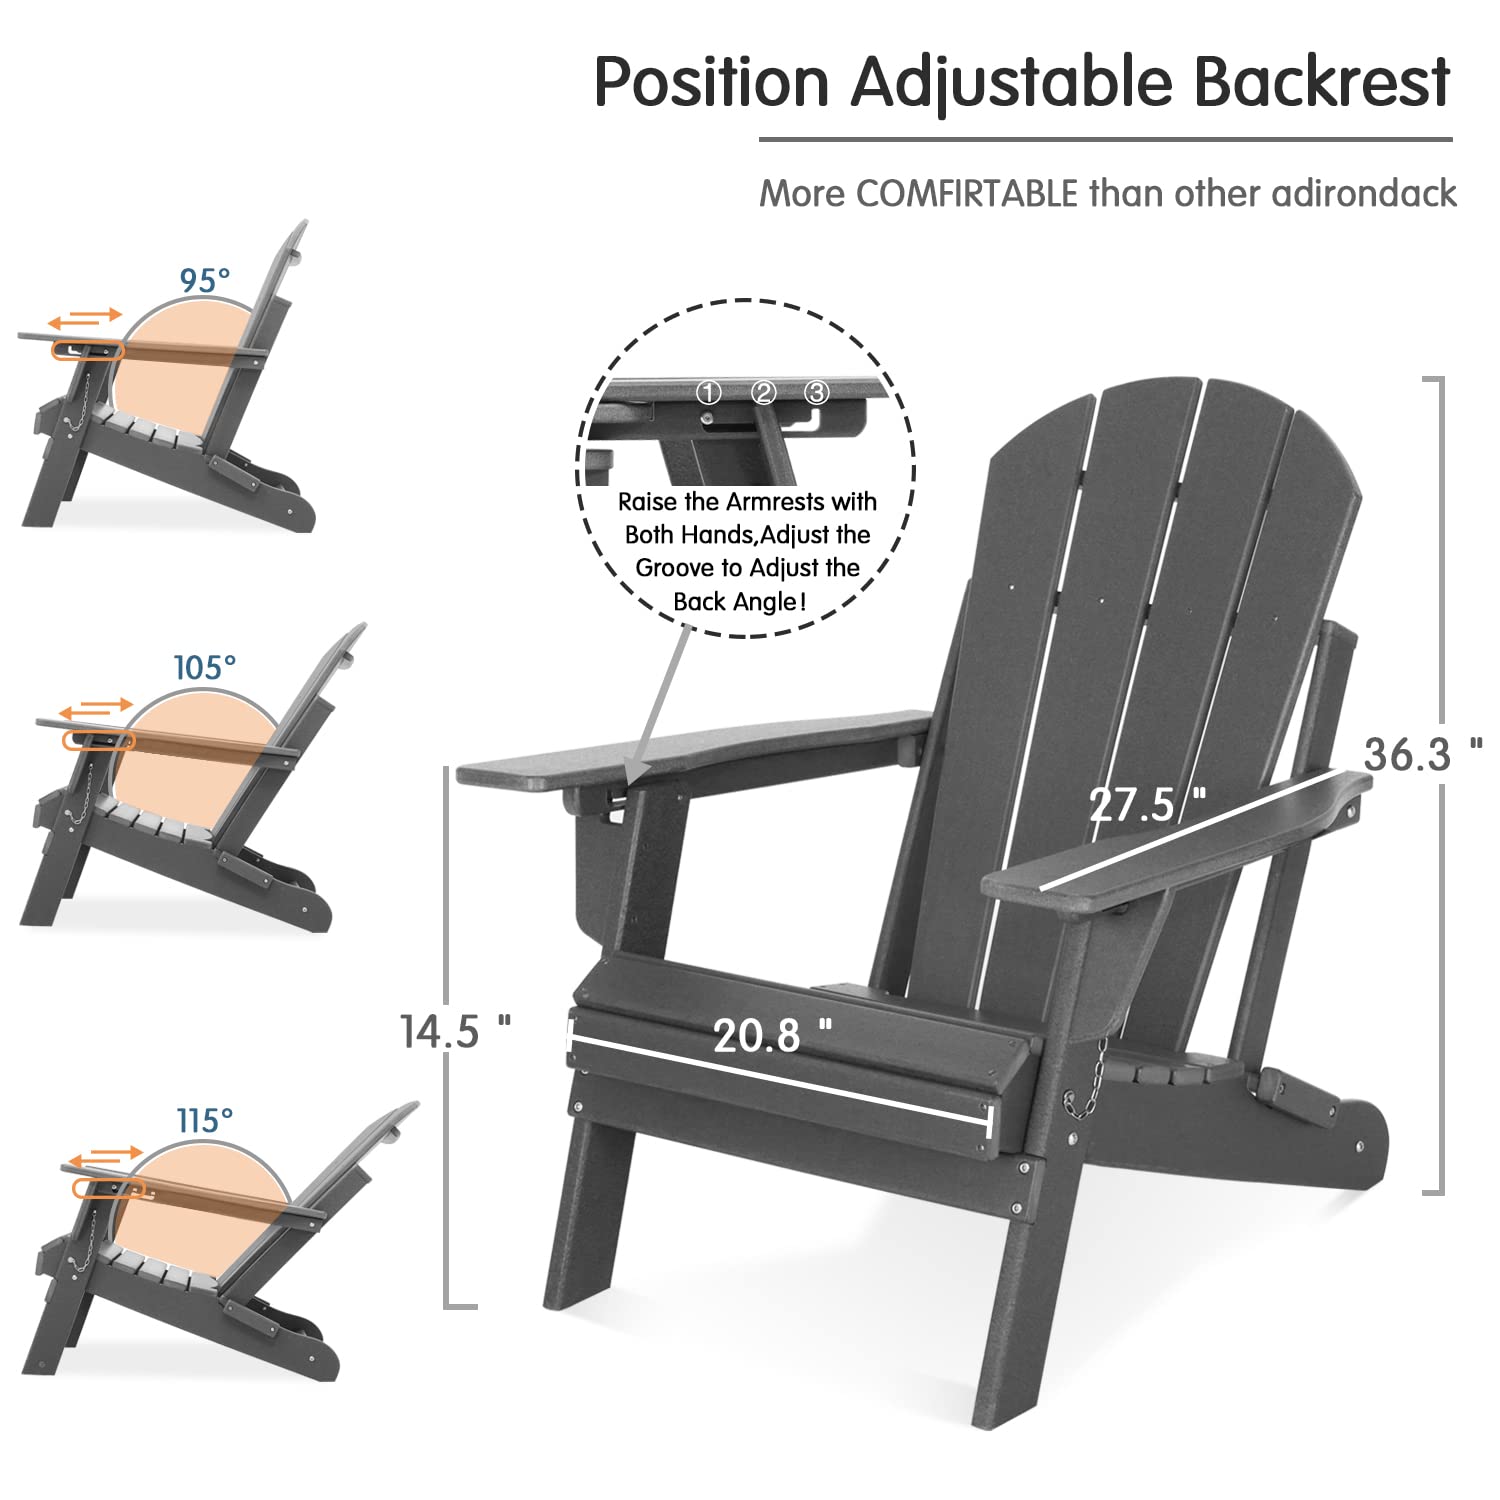 Position Adjustable Backrest
More COMFIRTABLE than other adirondack
95°
105°
115°
1 2 3
Raise the Armrests with
Both Hands,Adjust the
Groove to Adjust the
Back Angle!
36.3 "
27.5 "
14.5 "
20.8 "